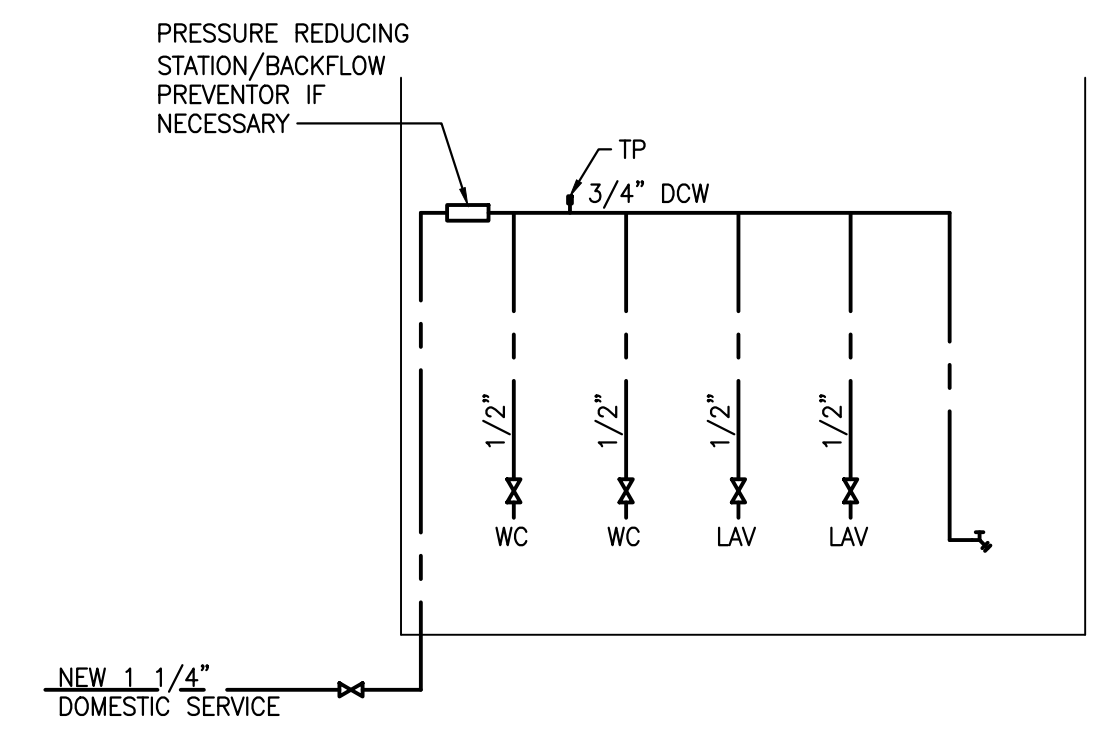 PRESSURE REDUCING
STATION/BACKFLOW
PREVENTOR IF
NECESSARY
TP
3/4" DCW
1/2"
1/2"
1/2"
1/2"
WC
WC
LAV
LAV
NEW 1 1/4"
DOMESTIC SERVICE